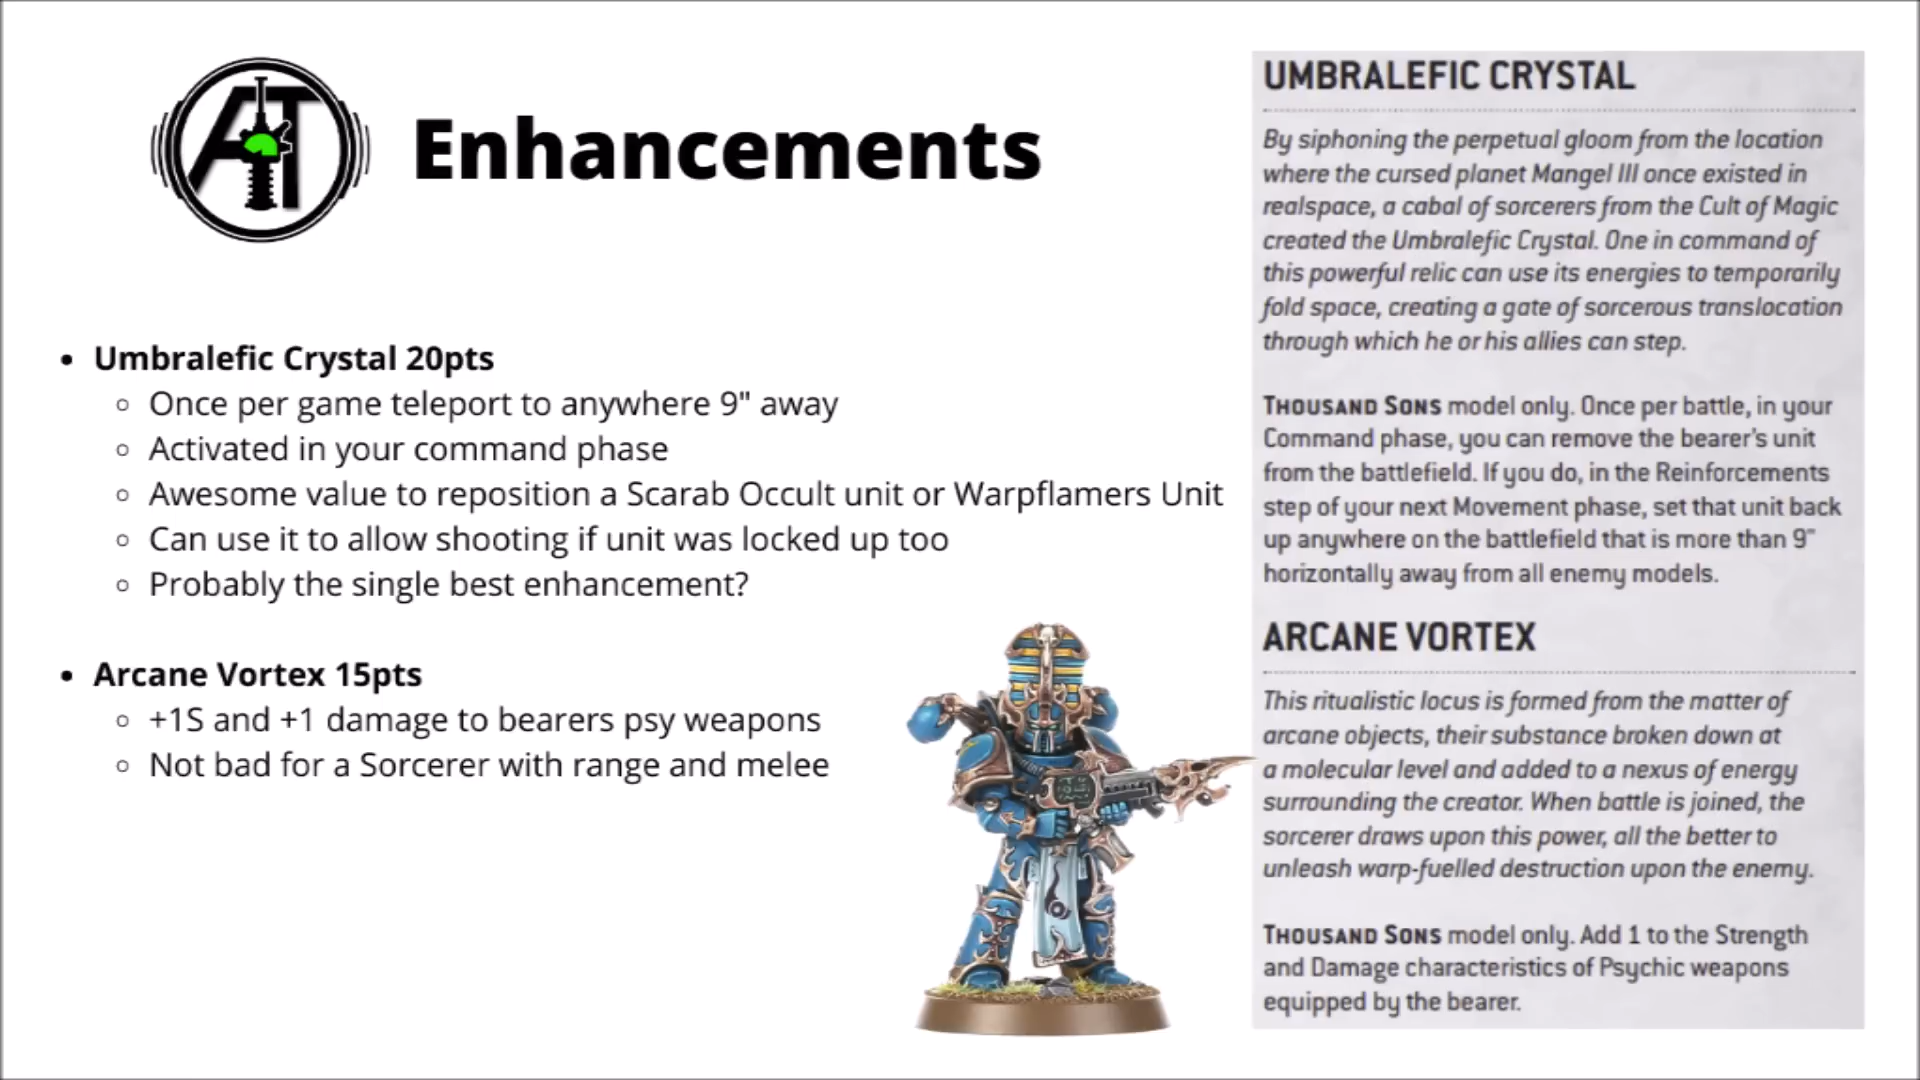 AT
Enhancements
• Umbralefic Crystal 20pts
○ Once per game teleport to anywhere 9" away
○ Activated in your command phase
○ Awesome value to reposition a Scarab Occult unit or Warpflamers Unit
○ Can use it to allow shooting if unit was locked up too
○ Probably the single best enhancement?
• Arcane Vortex 15pts
○ +1S and +1 damage to bearers psy weapons
○ Not bad for a Sorcerer with range and melee
UMBRALEFIC CRYSTAL
By siphoning the perpetual gloom from the location
where the cursed planet Mangel III once existed in
realspace, a cabal of sorcerers from the Cult of Magic
created the Umbralefic Crystal. One in command of
this powerful relic can use its energies to temporarily
fold space, creating a gate of sorcerous translocation
through which he or his allies can step.
THOUSAND SONS model only. Once per battle, in your
Command phase, you can remove the bearer's unit
from the battlefield. If you do, in the Reinforcements
step of your next Movement phase, set that unit back
up anywhere on the battlefield that is more than 9"
horizontally away from all enemy models.
ARCANE VORTEX
This ritualistic locus is formed from the matter of
arcane objects, their substance broken down at
a molecular level and added to a nexus of energy
surrounding the creator. When battle is joined, the
sorcerer draws upon this power, all the better to
unleash warp-fuelled destruction upon the enemy.
THOUSAND SONS model only. Add 1 to the Strength
and Damage characteristics of Psychic weapons
equipped by the bearer.